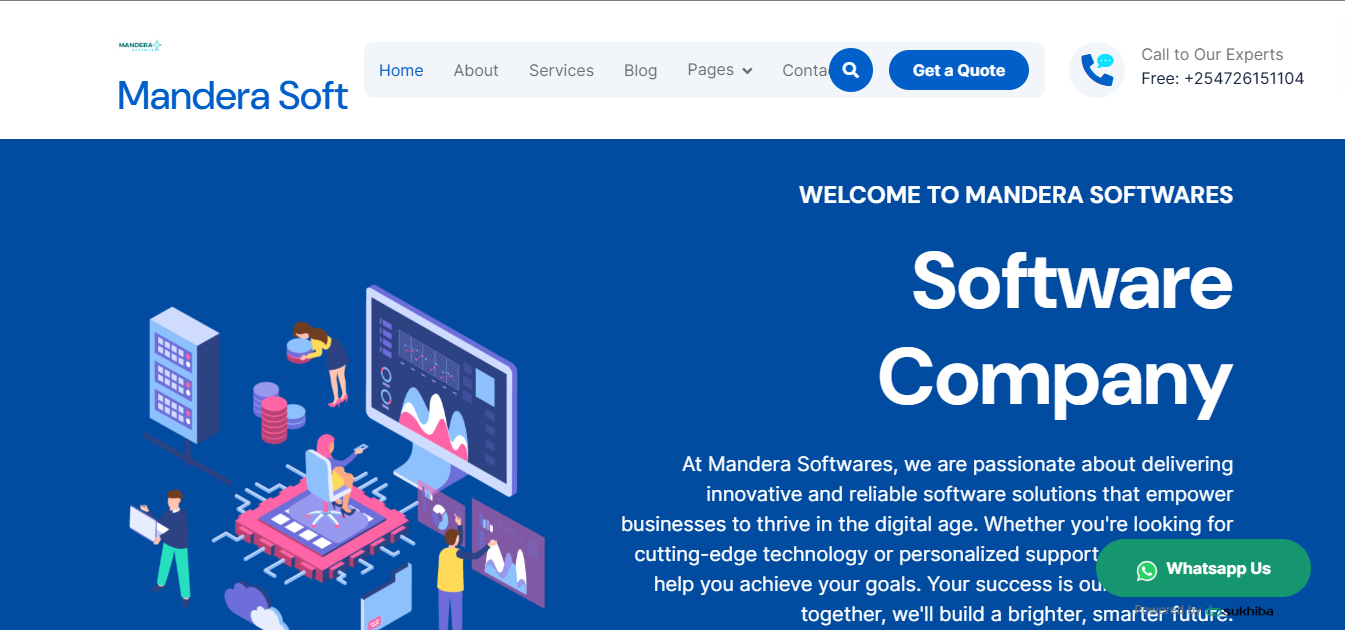 MANDERA
Mandera Soft
Home
About
Services
Blog
Pages
Conta
Get a Quote
Call to Our Experts
Free: +254726151104
WELCOME TO MANDERA SOFTWARES
Software
Company
At Mandera Softwares, we are passionate about delivering
innovative and reliable software solutions that empower
businesses to thrive in the digital age. Whether you're looking for
cutting-edge technology or personalized support
help you achieve your goals. Your success is ou
together, we'll build a brighter, smarter future.
Whatsapp Us
Powered by sukhiba